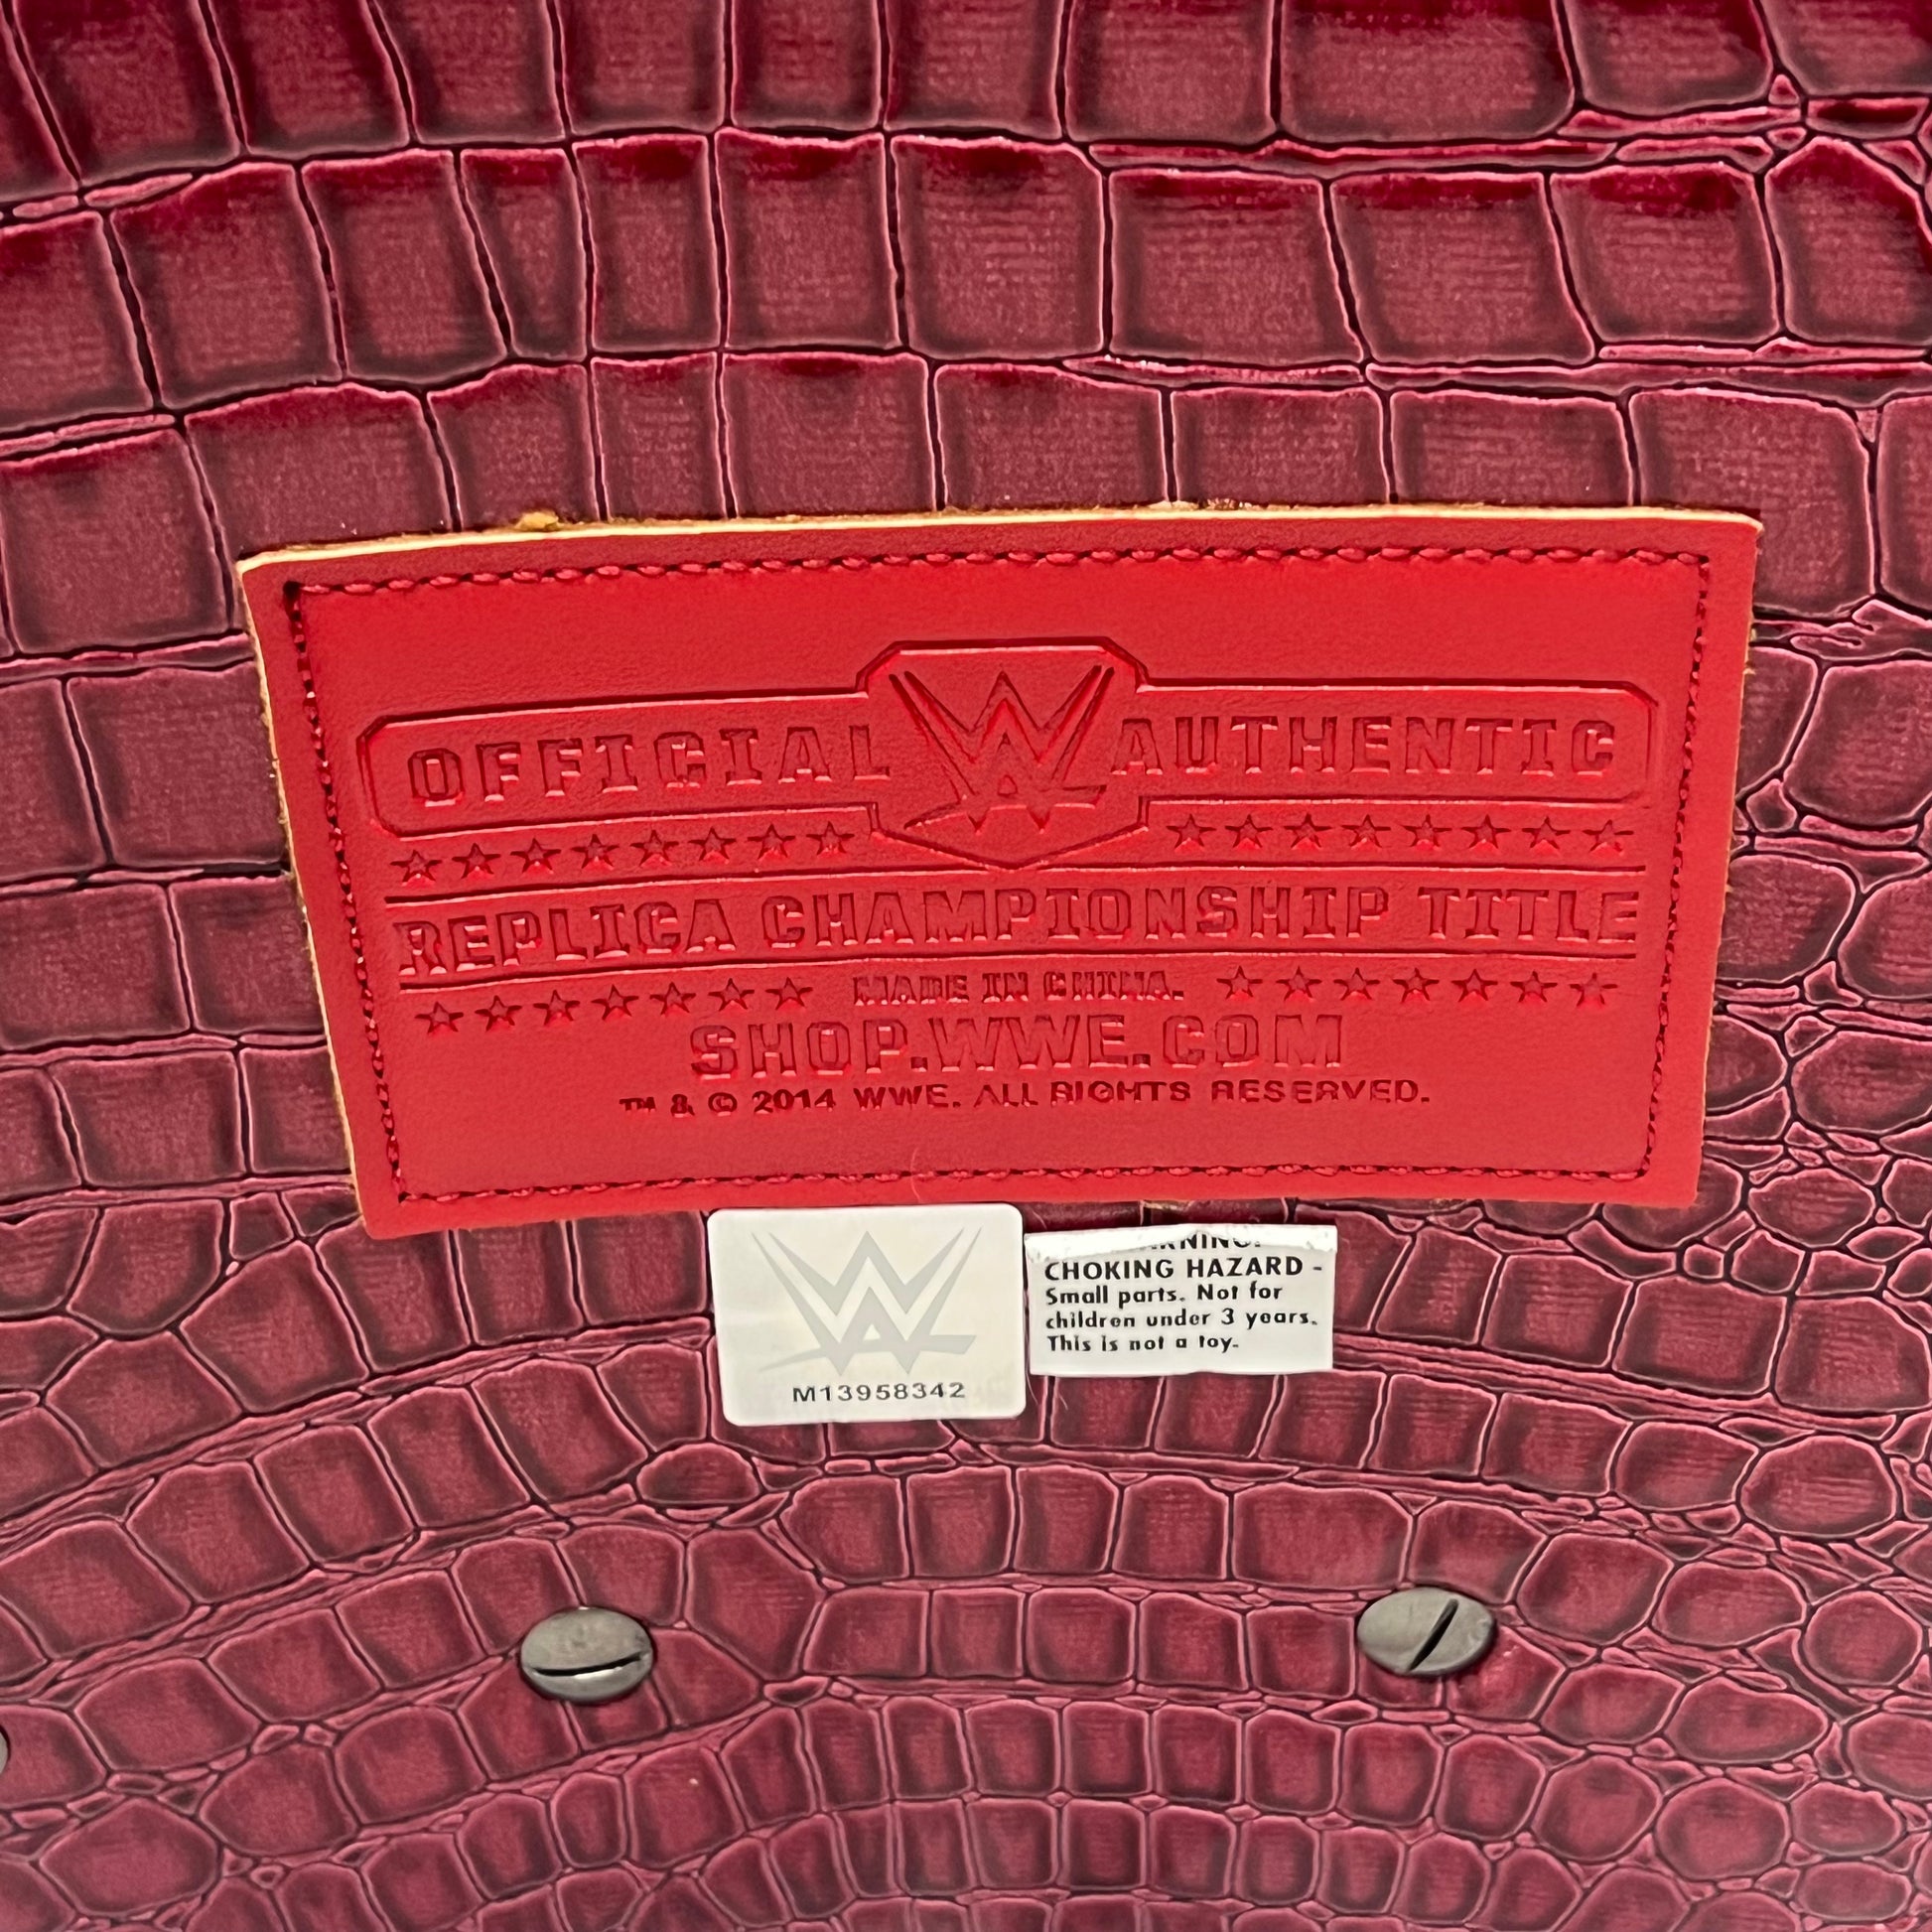 OFFICIAL AUTHENTIC
REPLICA CHAMPIONSHIP TITLE
MADE IN CHINA.
SHOP.WWE.COM
™ & © 2014 WWE. ALL RIGHTS RESERVED.
M13958342
CHOKING HAZARD -
Small parts. Not for
children under 3 years.
This is not a toy.